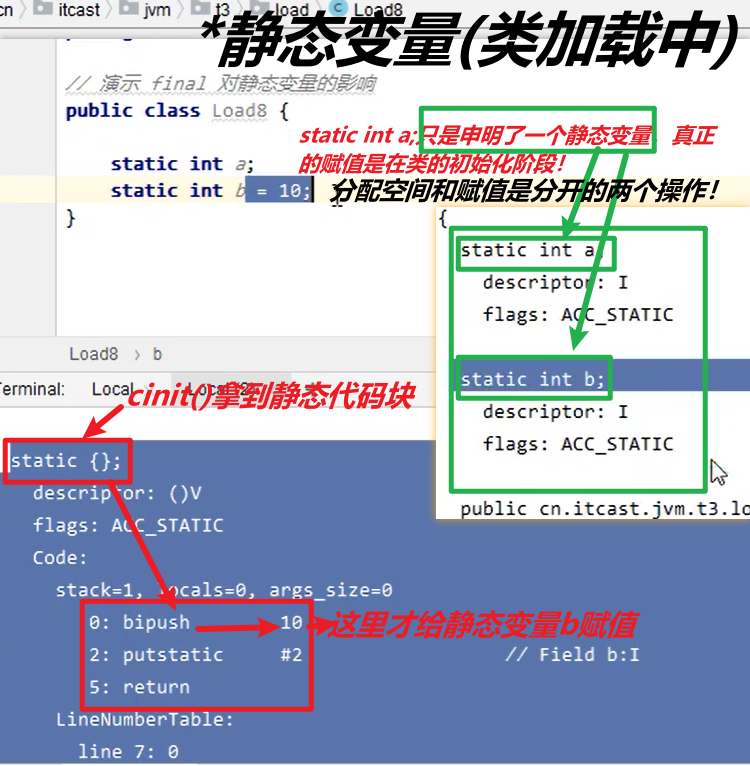 cn itcast jvm t3 load Load8
*静态变量(类加载中)
// 演示 final 对静态变量的影响
public class Load8 {
static int a;只是申明了一个静态变量 真正
的赋值是在类的初始化阶段!
static int a;
static int b = 10;
分配空间和赋值是分开的两个操作!
}
{
static int a;
descriptor: I
flags: ACC_STATIC
static int b;
descriptor: I
flags: ACC_STATIC
public cn.itcast.jvm.t3.lo
Load8 › b
Terminal: Local
cinit()拿到静态代码块
static {};
descriptor: ()V
flags: ACC_STATIC
Code:
stack=1, locals=0, args_size=0
0: bipush 10
这里才给静态变量b赋值
2: putstatic #2 // Field b:I
5: return
LineNumberTable:
line 7: 0